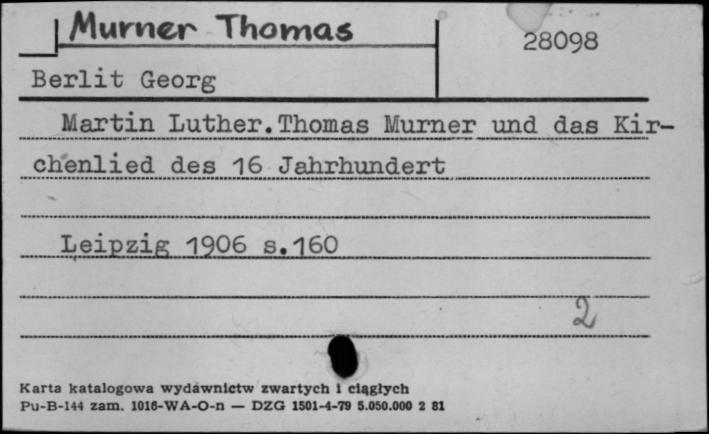 Murner Thomas
28098
Berlit Georg
Martin Luther.Thomas Murner und das Kir-
chenlied des 16 Jahrhundert
Leipzig 1906 s.160
2
Karta katalogowa wydawnictw zwartych i ciągłych
Pu-B-144 zam. 1016-WA-O-n — DZG 1501-4-79 5.050.000 2 81